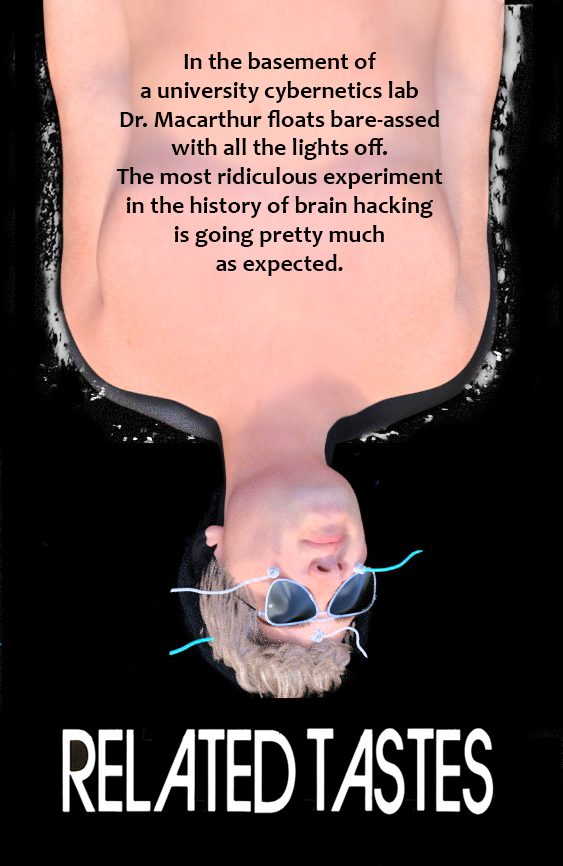 In the basement of
a university cybernetics lab
Dr. Macarthur floats bare-assed
with all the lights off.
The most ridiculous experiment
in the history of brain hacking
is going pretty much
as expected.
RELATED TASTES